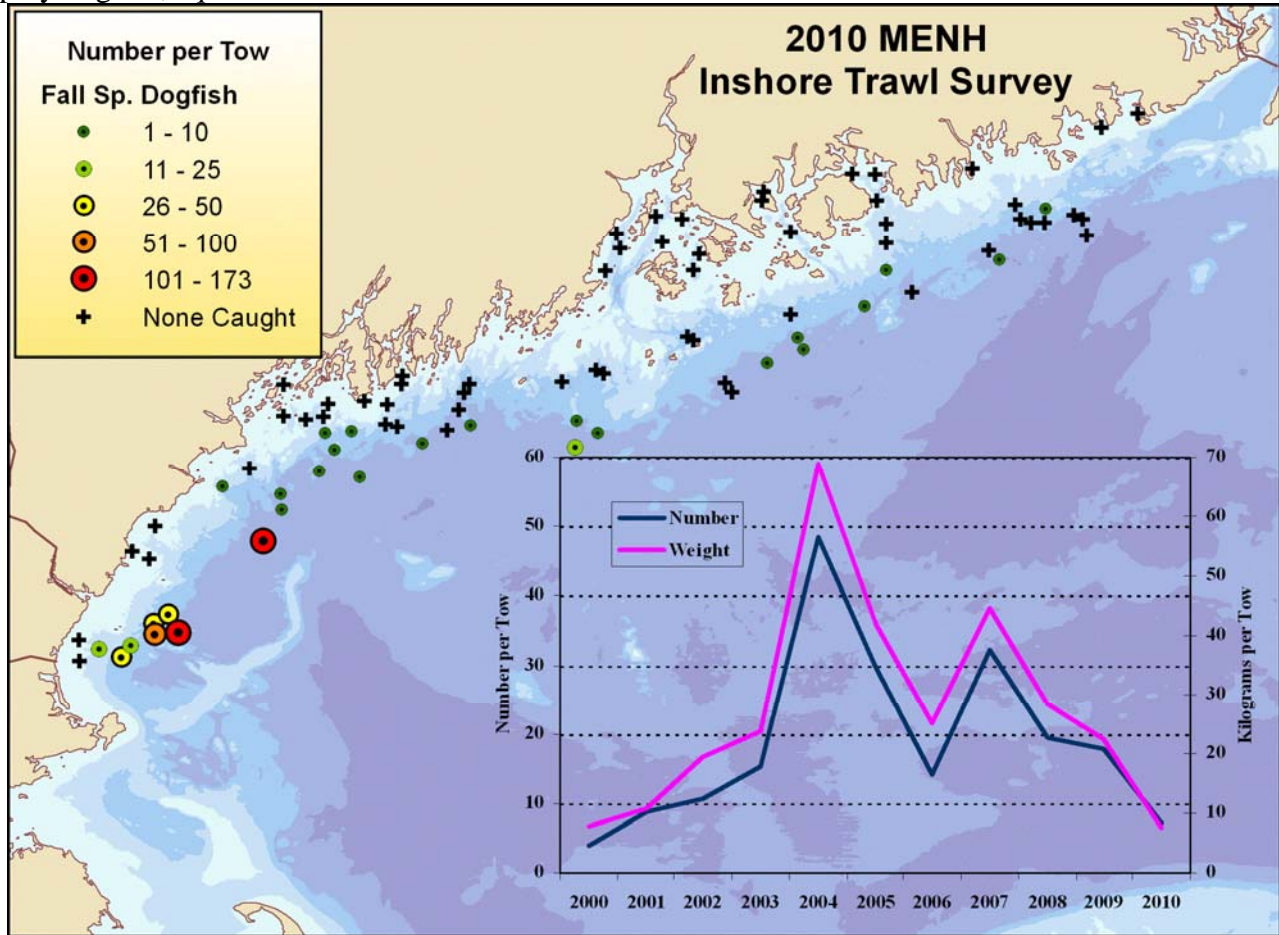 2010 MENH
Inshore Trawl Survey
Number per Tow
Fall Sp. Dogfish
1 - 10
11 - 25
26 - 50
51 - 100
101 - 173
None Caught
Number
Weight
Number per Tow
60
50
40
30
20
10
0
Kilograms per Tow
70
60
50
40
30
20
10
0
2000 2001 2002 2003 2004 2005 2006 2007 2008 2009 2010